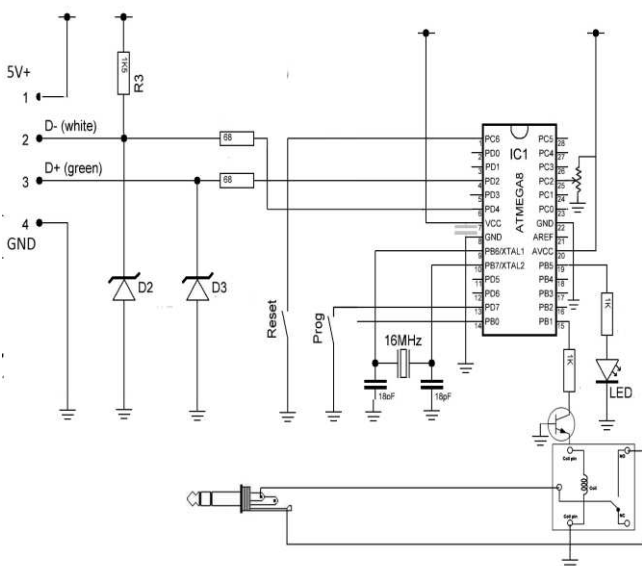 5V+
1
1K5
R3
D- (white)
2
68
D+ (green)
3
68
4
GND
D2
D3
Reset
Prog
16MHz
18pF
18pF
IC1
ATMEGA8
PC6
PD0
PD1
PD2
PD3
PD4
VCC
GND
PB6/XTAL1
PB7/XTAL2
PD5
PD6
PD7
PB0
1
2
3
4
5
6
7
8
9
10
11
12
13
14
PC5
PC4
PC3
PC2
PC1
PC0
GND
AREF
AVCC
PB5
PB4
PB3
PB2
PB1
28
27
26
25
24
23
22
21
20
19
18
17
16
15
1K
LED
1K
Coil pin
NO
Coil
Coil pin
NC